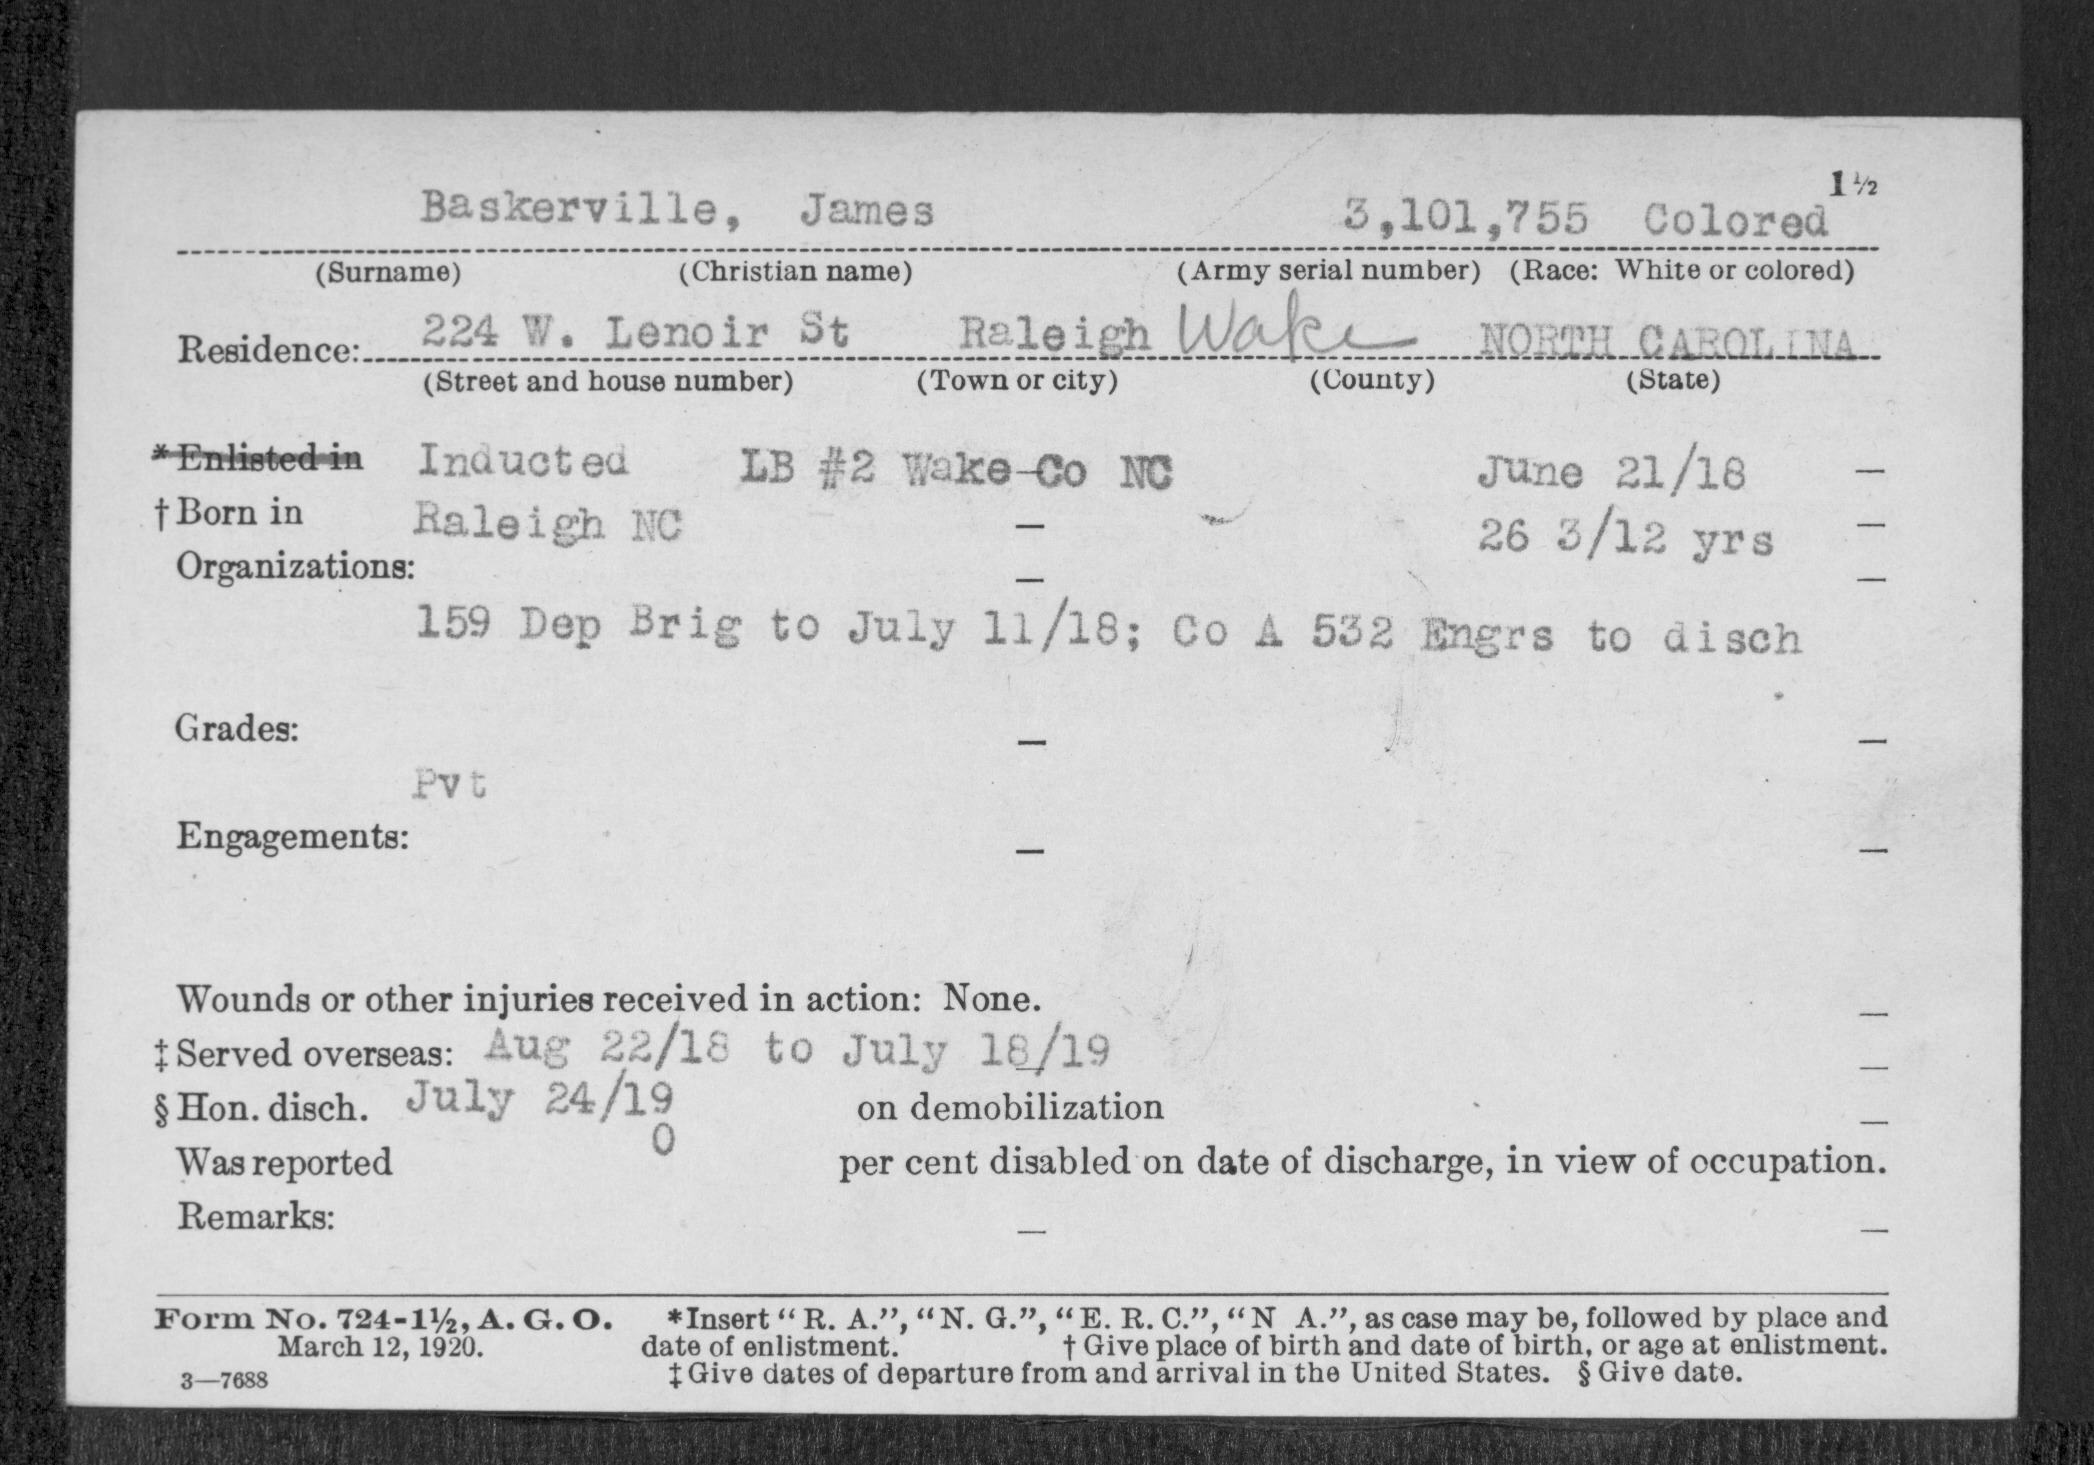 1 ½
Baskerville, James 3,101,755 Colored
(Surname) (Christian name) (Army serial number) (Race: White or colored)
Residence: 224 W. Lenoir St Raleigh Wake NORTH CAROLINA
(Street and house number) (Town or city) (County) (State)
*Enlisted in Inducted LB #2 Wake-Co NC June 21/18 —
†Born in Raleigh NC — 26 3/12 yrs —
Organizations: — —
159 Dep Brig to July 11/18; Co A 532 Engrs to disch
Grades: — —
Pvt
Engagements: — —
Wounds or other injuries received in action: None. —
‡Served overseas: Aug 22/18 to July 18/19 —
§Hon. disch. July 24/19 on demobilization —
Was reported 0 per cent disabled on date of discharge, in view of occupation.
Remarks: — —
Form No. 724-1½, A. G. O. *Insert "R. A.", "N. G.", "E. R. C.", "N A.", as case may be, followed by place and
March 12, 1920. date of enlistment. †Give place of birth and date of birth, or age at enlistment.
3—7688 ‡Give dates of departure from and arrival in the United States. §Give date.